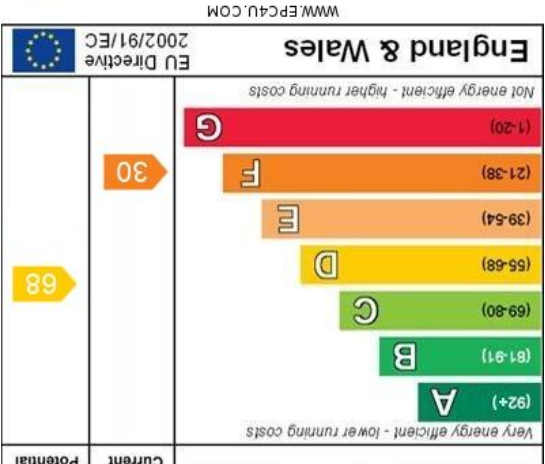 Current Potential
Very energy efficient - lower running costs
(92+) A
(81-91) B
(69-80) C
(55-68) D
68
(39-54) E
(21-38) F
30
(1-20) G
Not energy efficient - higher running costs
England & Wales
EU Directive
2002/91/EC
WWW.EPC4U.COM